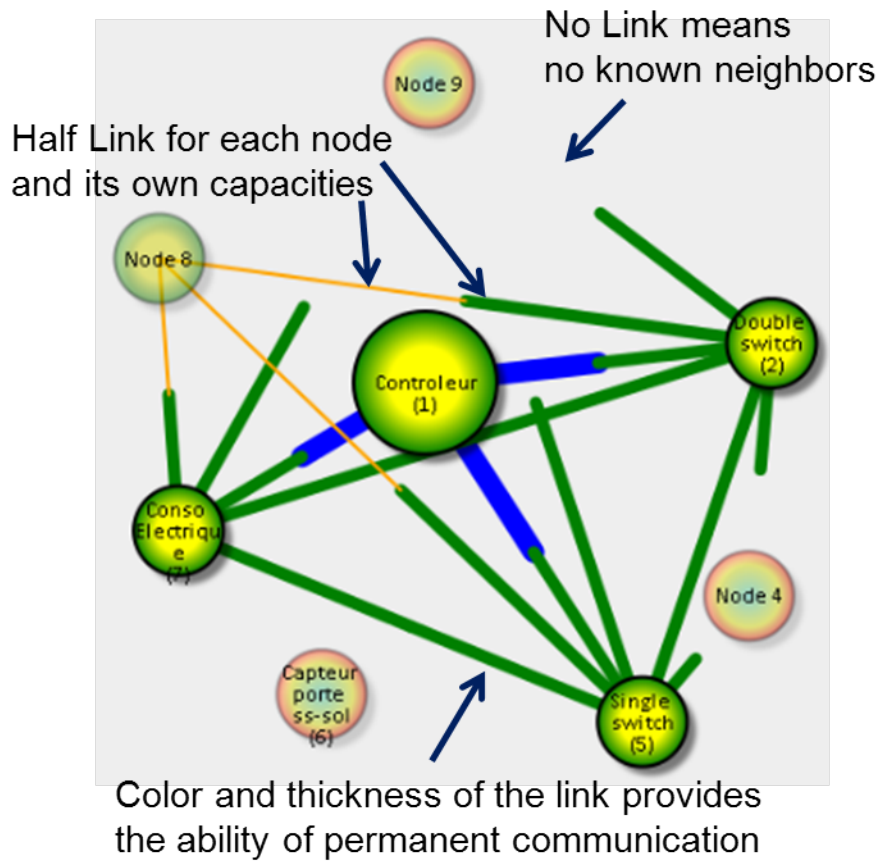 No Link means
no known neighbors
Node 9
Half Link for each node
and its own capacities
Node 8
Double
switch
(2)
Controleur
(1)
Conso
Electriqu
e
(7)
Node 4
Capteur
porte
ss-sol
(6)
Single
switch
(5)
Color and thickness of the link provides
the ability of permanent communication